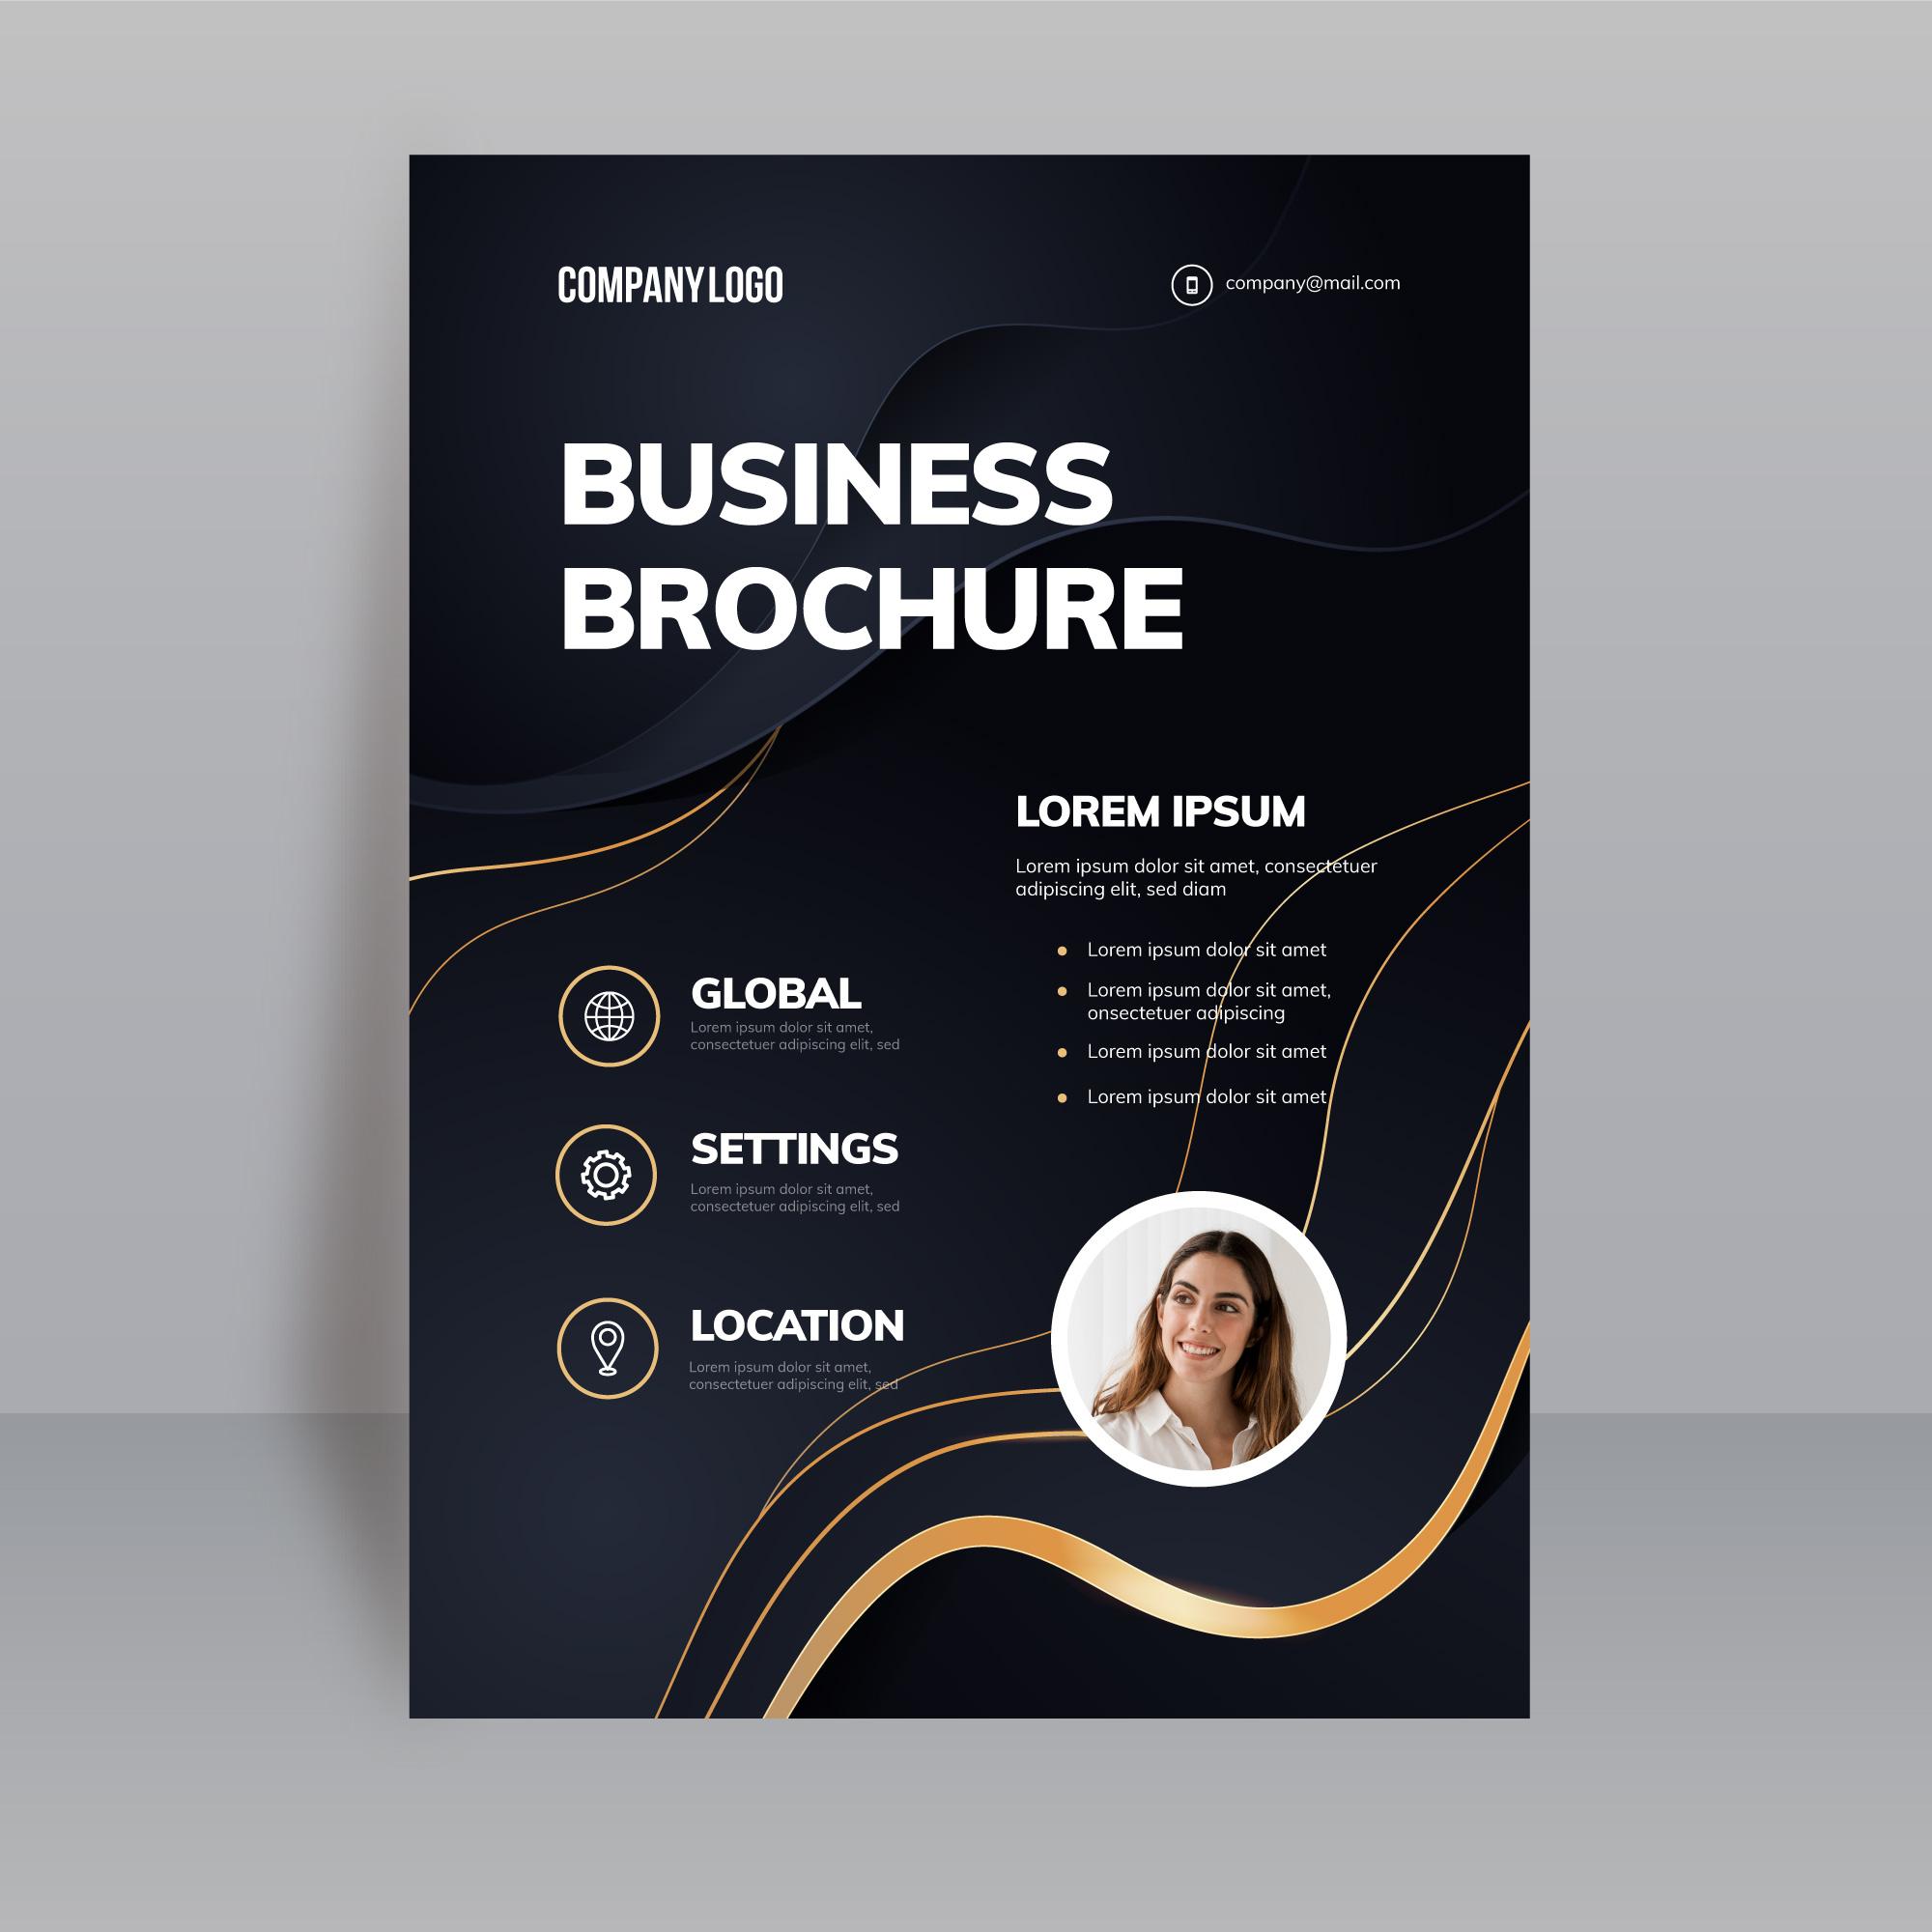 COMPANY LOGO
company@mail.com
BUSINESS
BROCHURE
LOREM IPSUM
Lorem ipsum dolor sit amet, consectetuer
adipiscing elit, sed diam
Lorem ipsum dolor sit amet
Lorem ipsum dolor sit amet,
onsectetuer adipiscing
Lorem ipsum dolor sit amet
Lorem ipsum dolor sit amet
GLOBAL
Lorem ipsum dolor sit amet,
consectetuer adipiscing elit, sed
SETTINGS
Lorem ipsum dolor sit amet,
consectetuer adipiscing elit, sed
LOCATION
Lorem ipsum dolor sit amet,
consectetuer adipiscing elit, sed